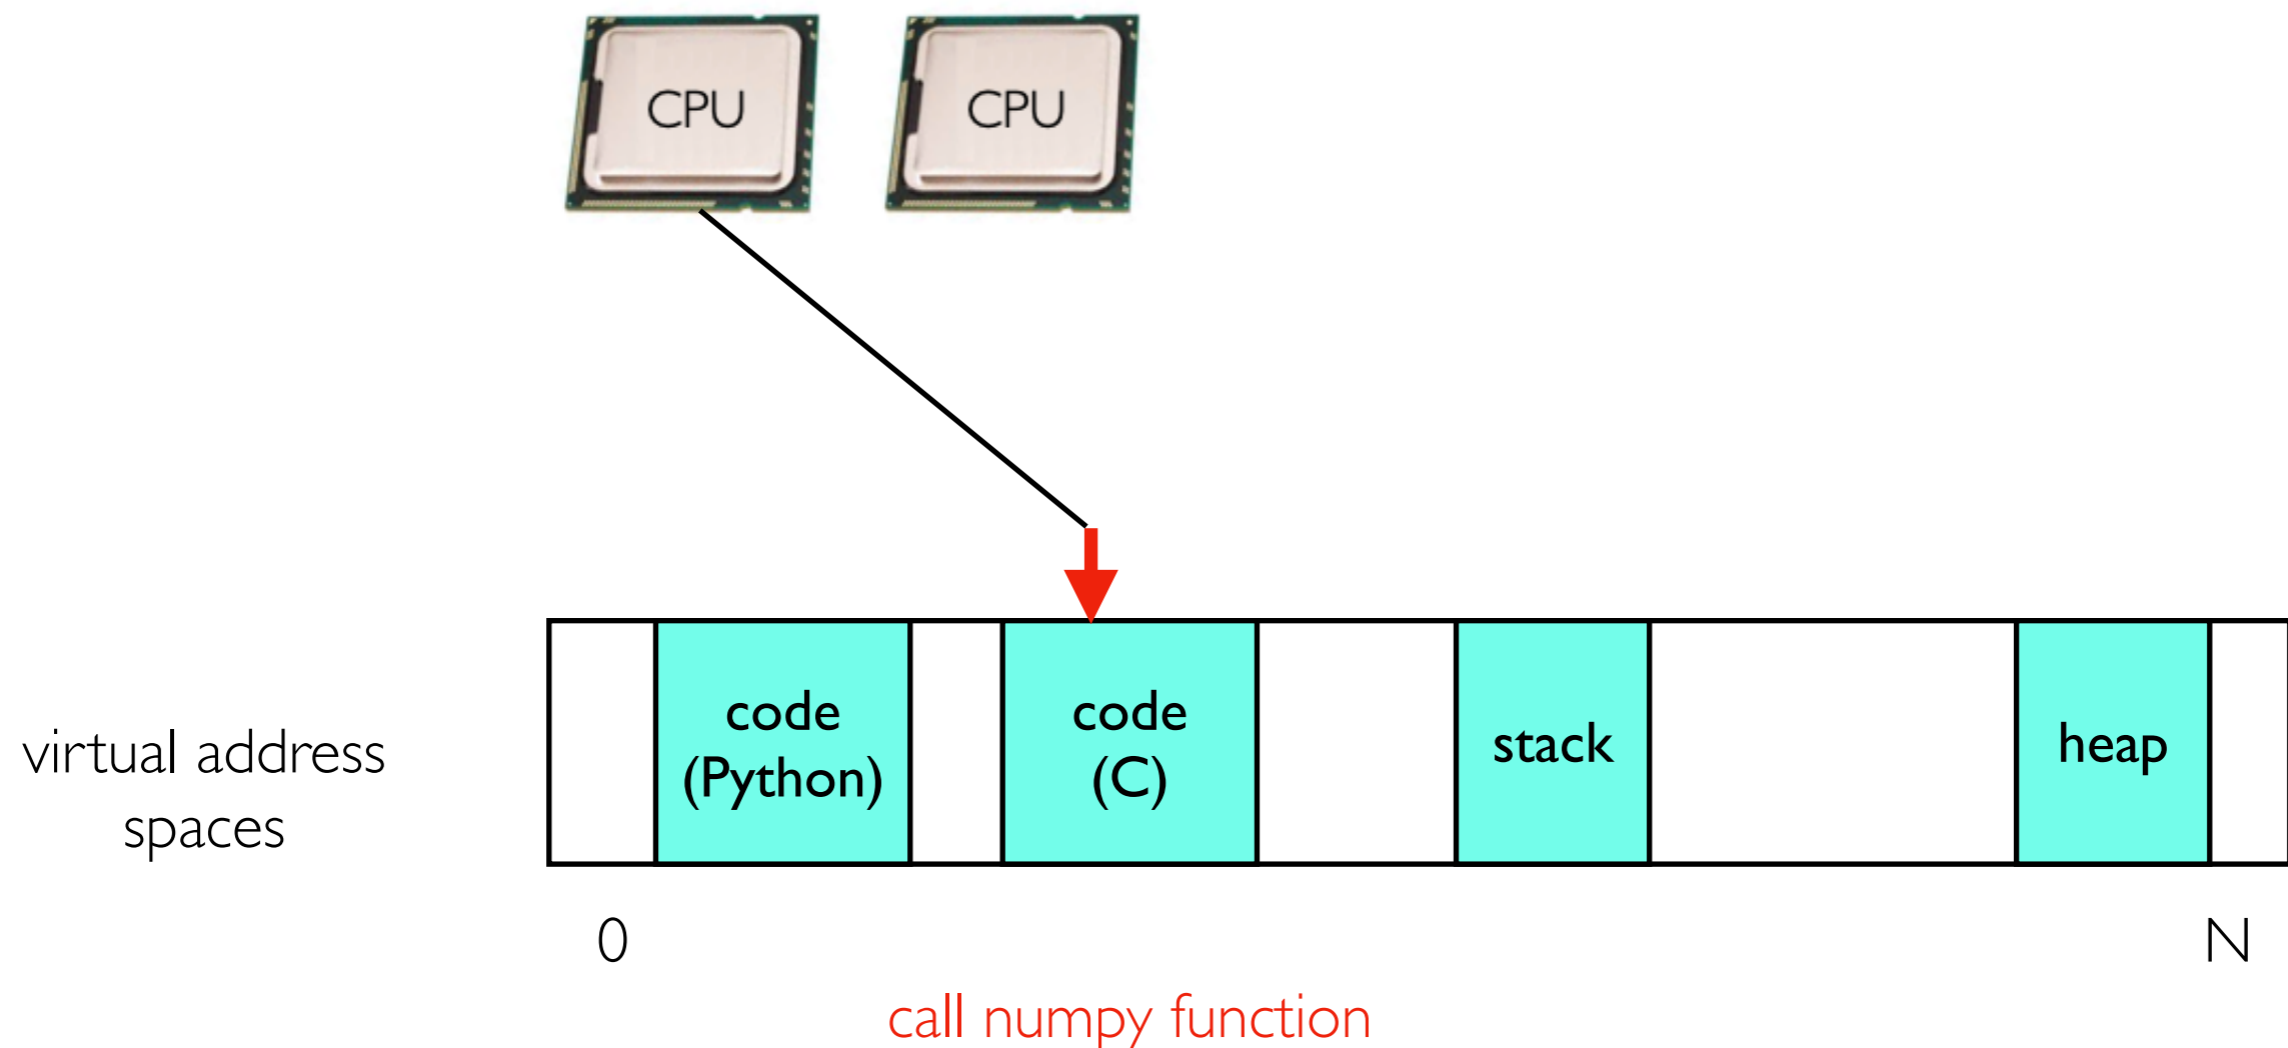 CPU
CPU
code
(Python)
code
(C)
stack
heap
virtual address
spaces
0
N
call numpy function